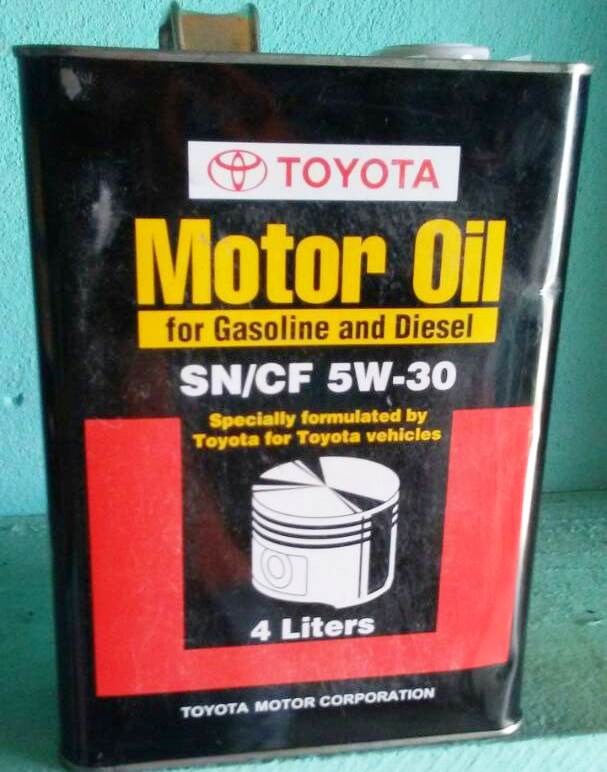 TOYOTA
Motor Oil
for Gasoline and Diesel
SN/CF 5W-30
Specially formulated by
Toyota for Toyota vehicles
4 Liters
TOYOTA MOTOR CORPORATION